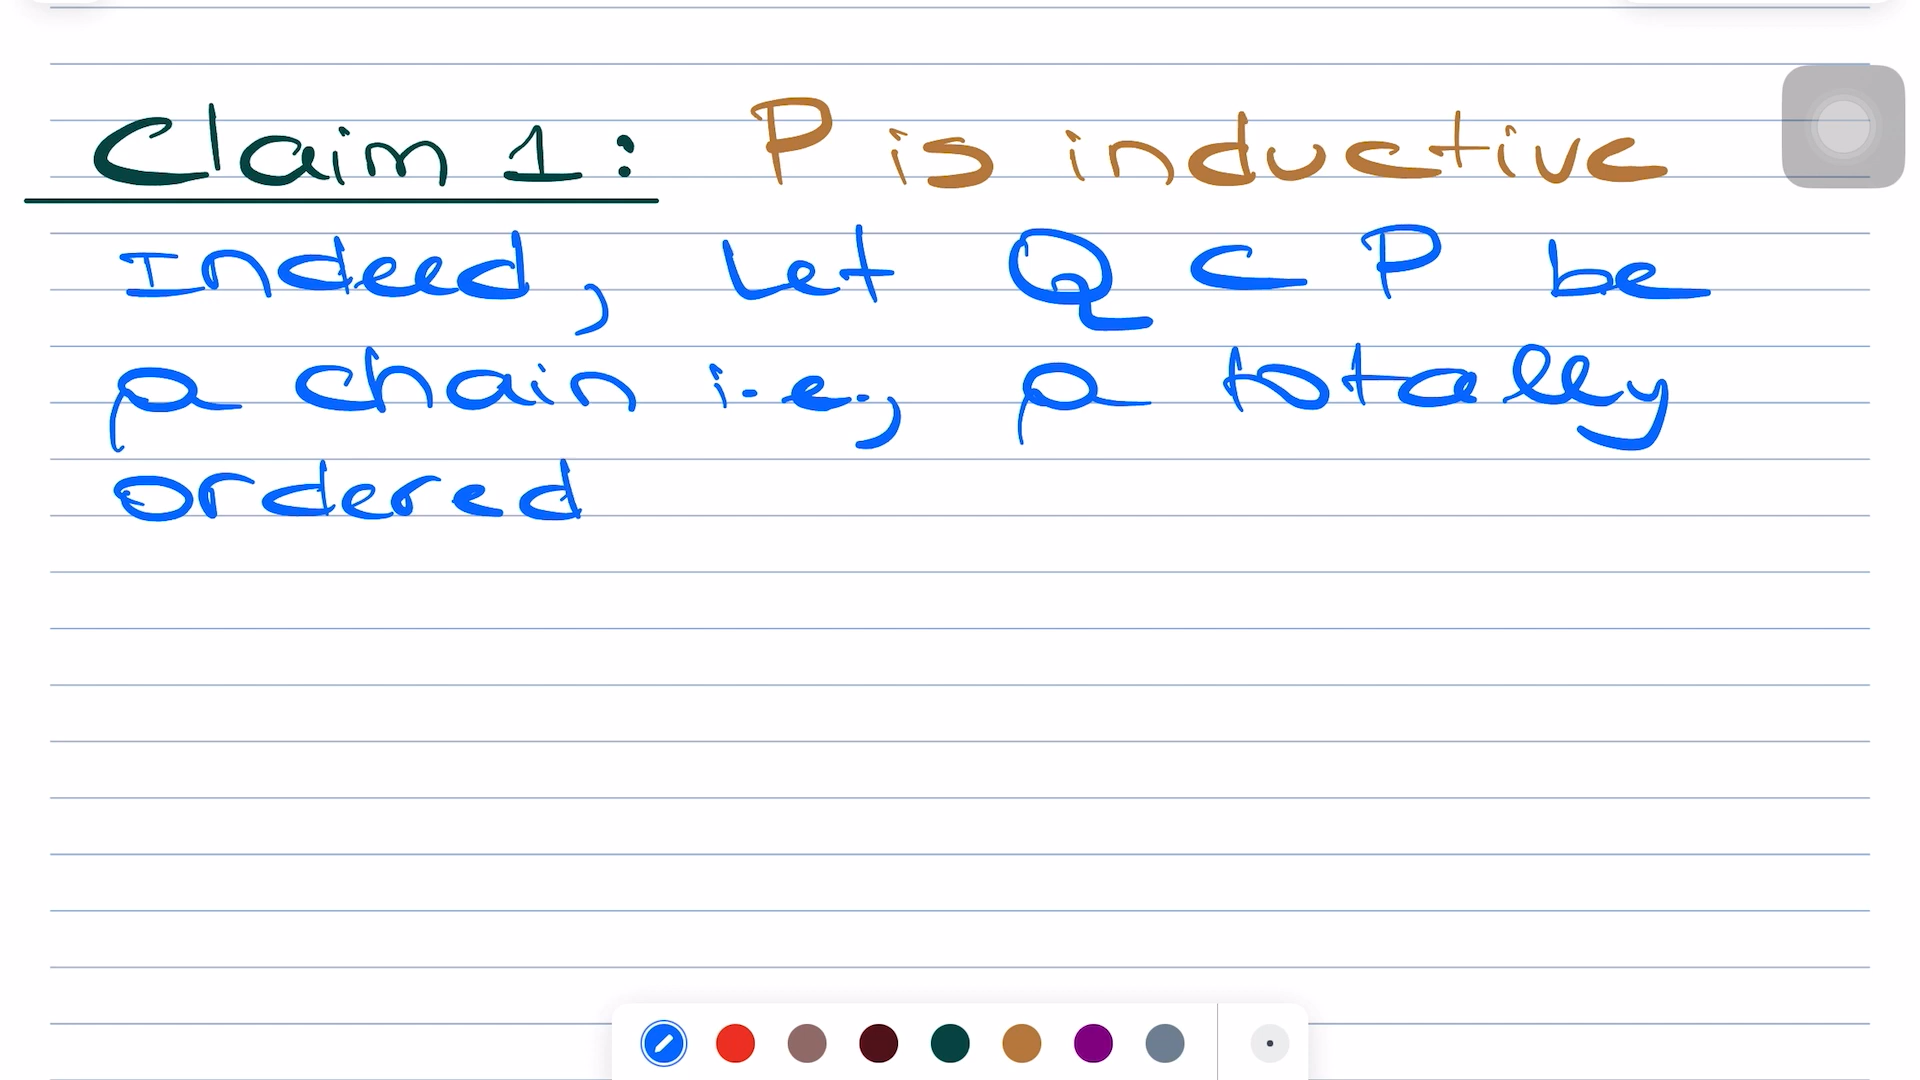 Claim 1: P is inductive
Indeed, Let Q ⊂ P be
a chain i.e., a totally
ordered